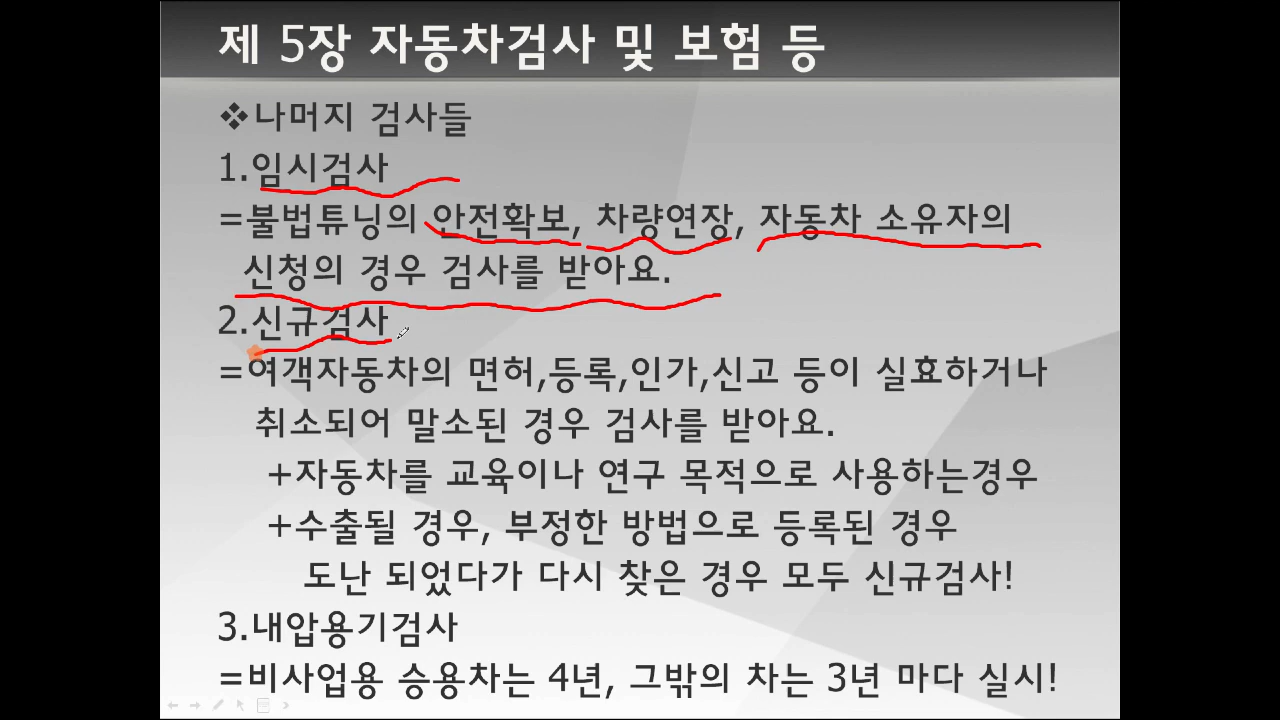 제 5장 자동차검사 및 보험 등
❖나머지 검사들
1.임시검사
=불법튜닝의 안전확보, 차량연장, 자동차 소유자의
신청의 경우 검사를 받아요.
2.신규검사
=여객자동차의 면허,등록,인가,신고 등이 실효하거나
취소되어 말소된 경우 검사를 받아요.
+자동차를 교육이나 연구 목적으로 사용하는경우
+수출될 경우, 부정한 방법으로 등록된 경우
도난 되었다가 다시 찾은 경우 모두 신규검사!
3.내압용기검사
=비사업용 승용차는 4년, 그밖의 차는 3년 마다 실시!